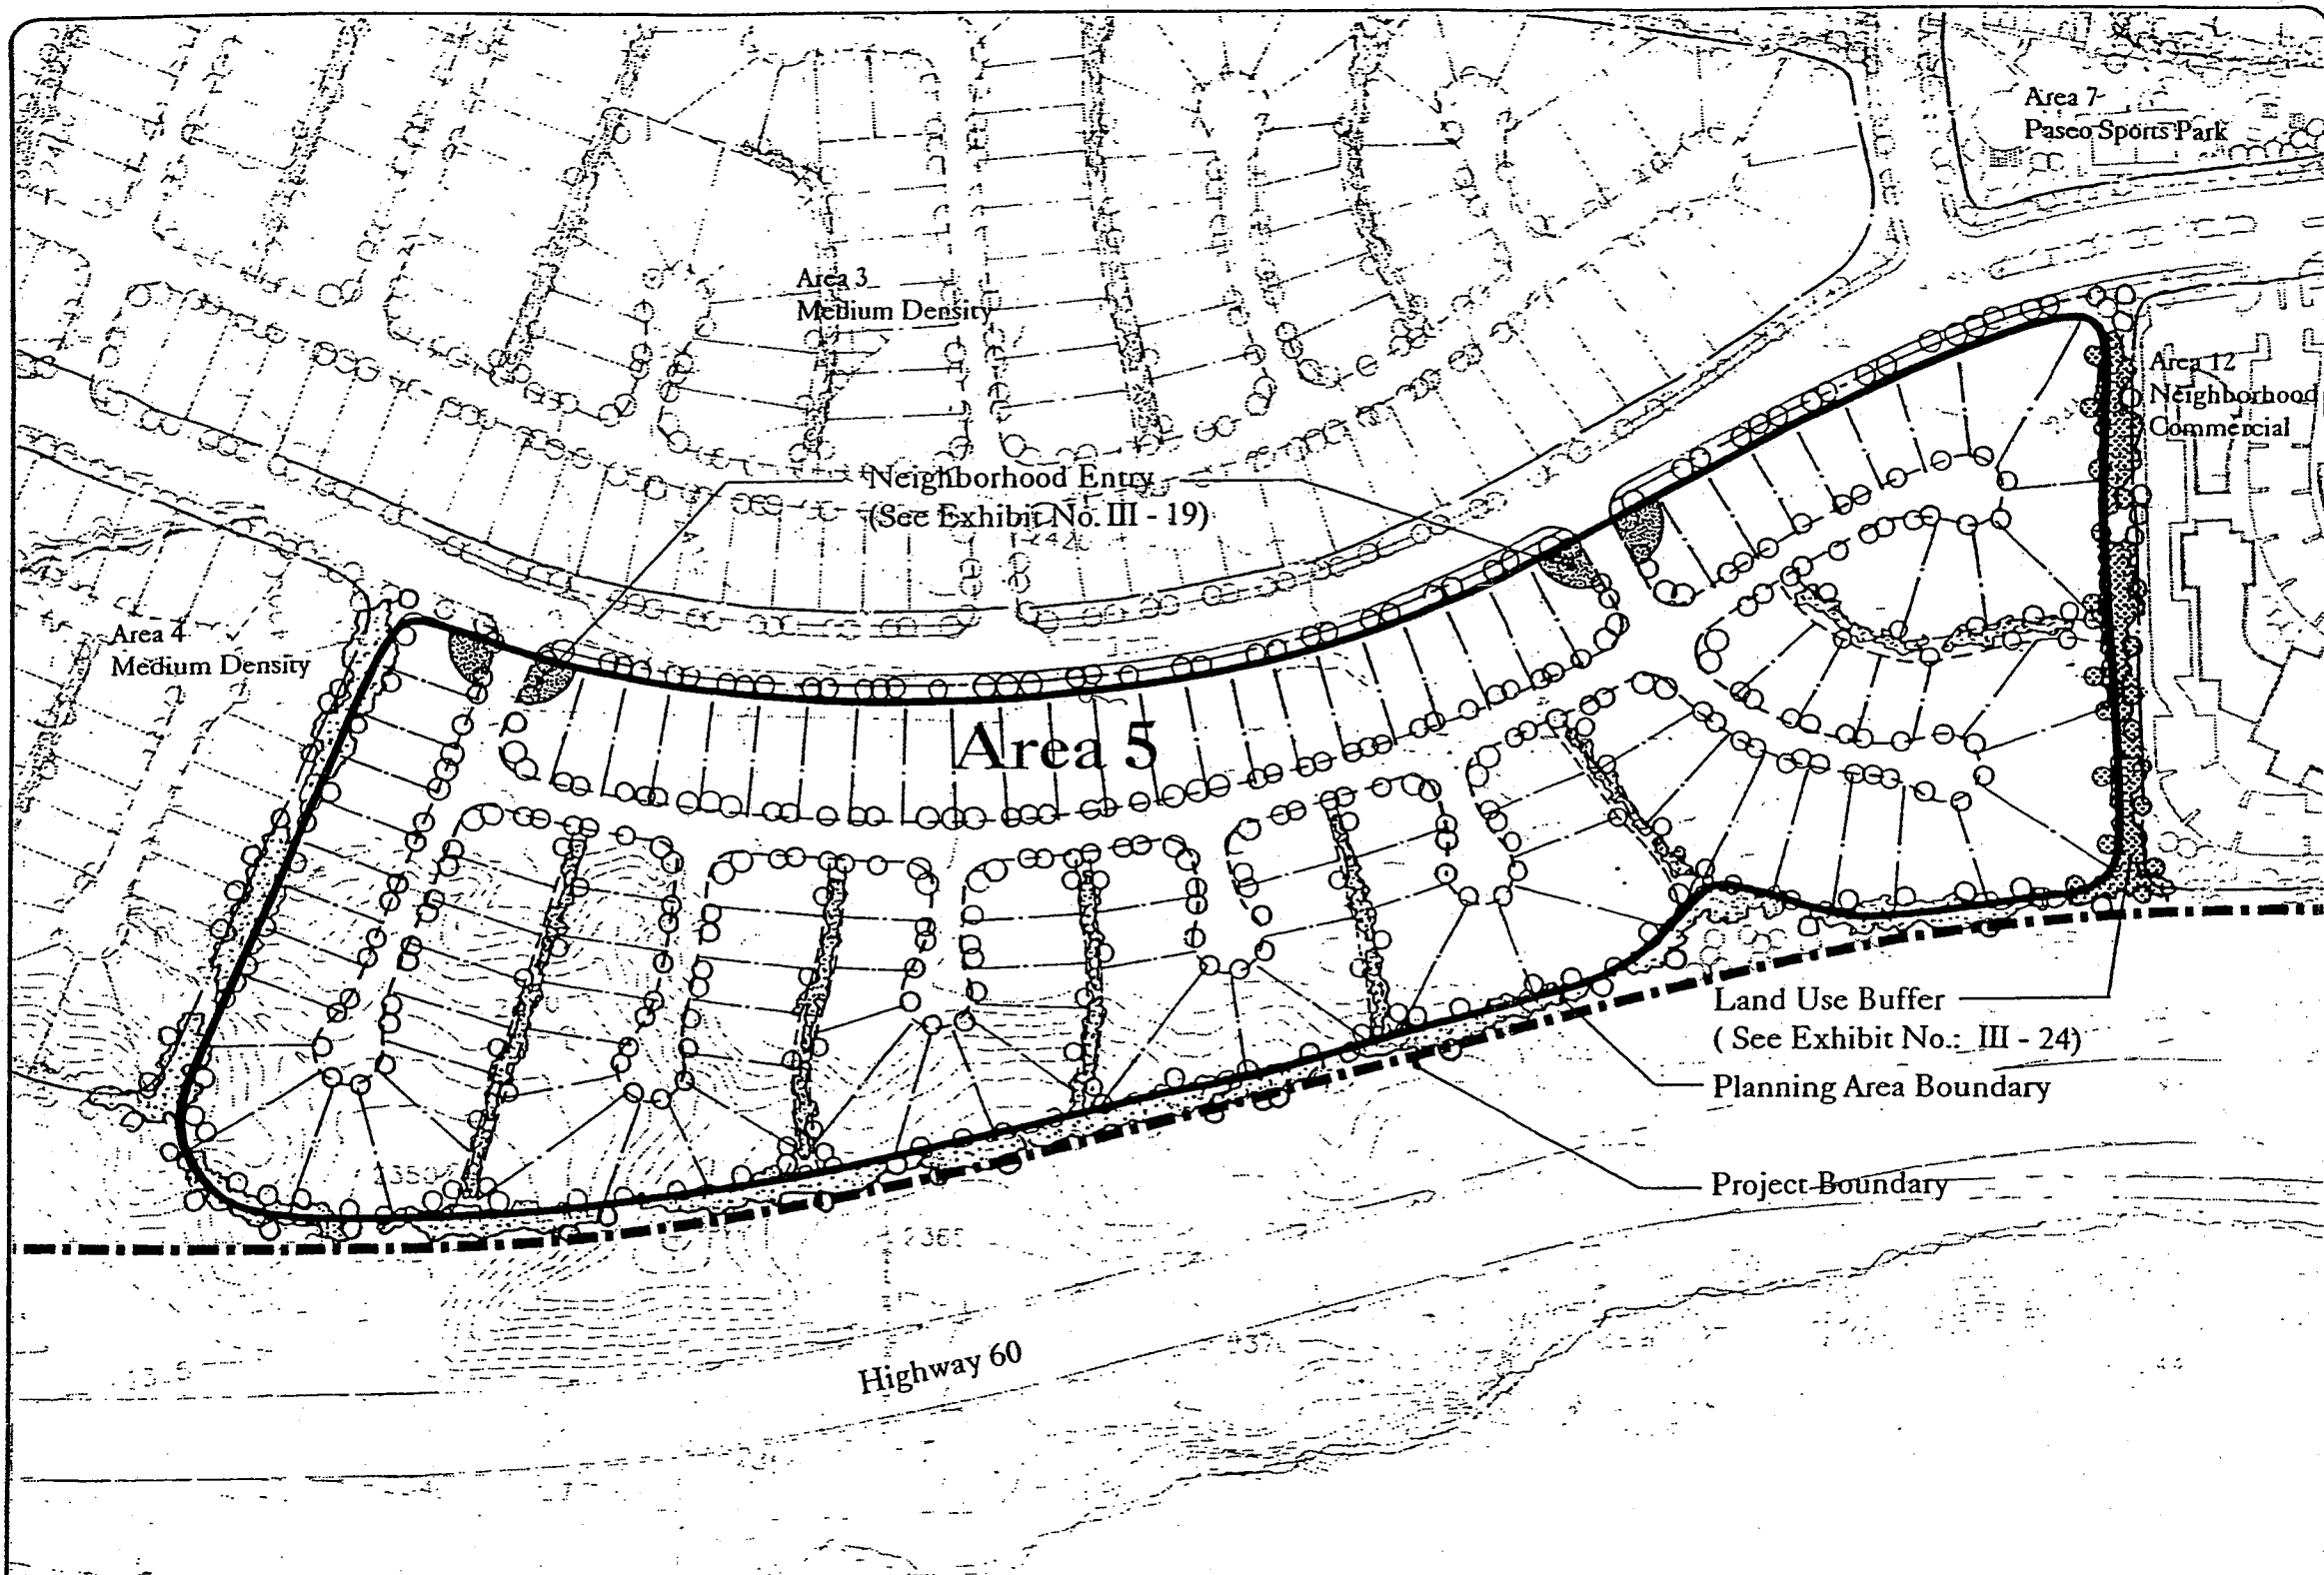 Area 7
Paseo Sports Park
Area 3
Medium Density
Area 12
Neighborhood
Commercial
Neighborhood Entry
(See Exhibit No. III - 19)
Area 4
Medium Density
Area 5
Land Use Buffer
( See Exhibit No.: III - 24)
Planning Area Boundary
Project Boundary
2350
Highway 60